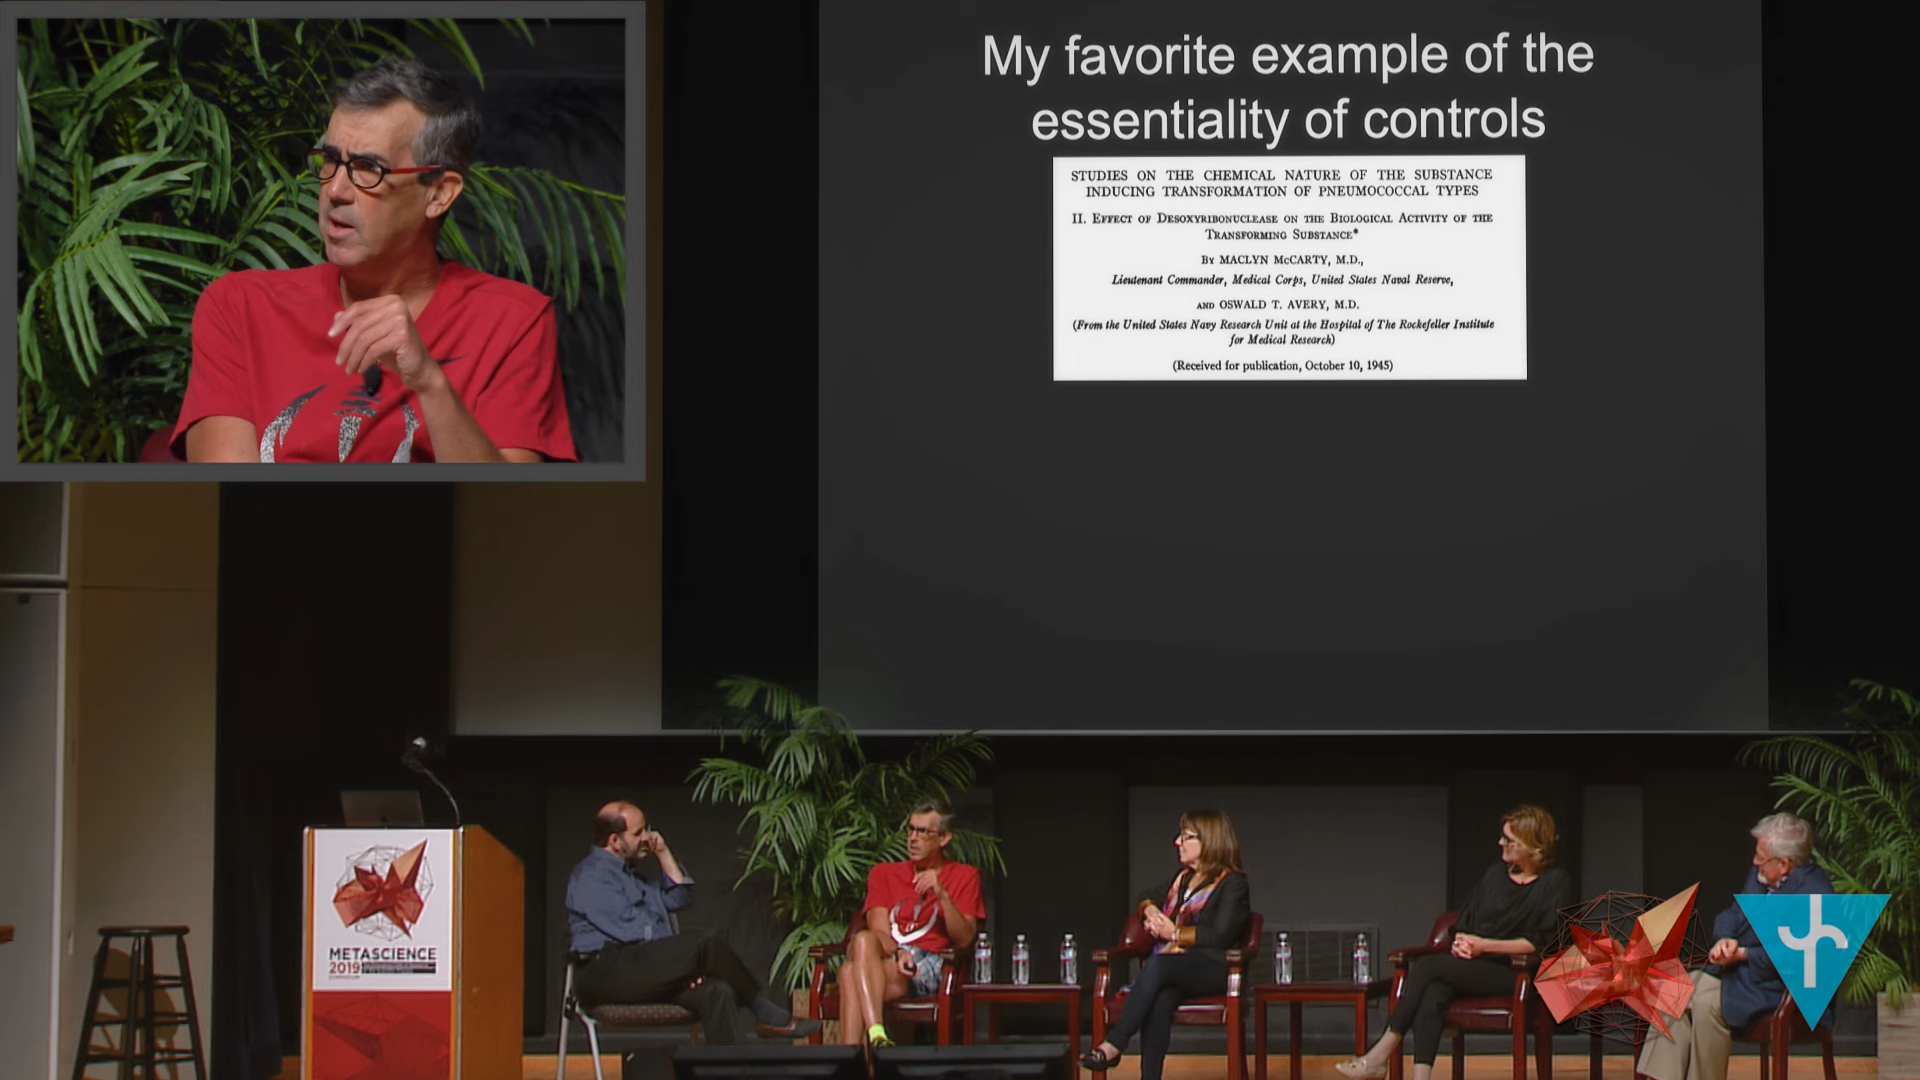 My favorite example of the
essentiality of controls
STUDIES ON THE CHEMICAL NATURE OF THE SUBSTANCE
INDUCING TRANSFORMATION OF PNEUMOCOCCAL TYPES
II. EFFECT OF DESOXYRIBONUCLEASE ON THE BIOLOGICAL ACTIVITY OF THE
TRANSFORMING SUBSTANCE*
BY MACLYN McCARTY, M.D.,
Lieutenant Commander, Medical Corps, United States Naval Reserve,
AND OSWALD T. AVERY, M.D.
(From the United States Navy Research Unit at the Hospital of The Rockefeller Institute
for Medical Research)
(Received for publication, October 10, 1945)
METASCIENCE
2019
SYMPOSIUM